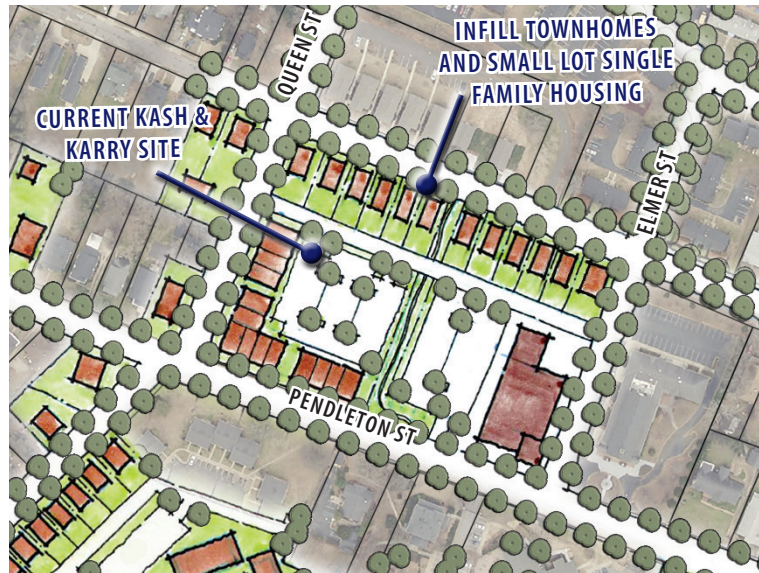 INFILL TOWNHOMES
AND SMALL LOT SINGLE
FAMILY HOUSING
QUEEN ST
CURRENT KASH &
KARRY SITE
ELMER ST
PENDLETON ST